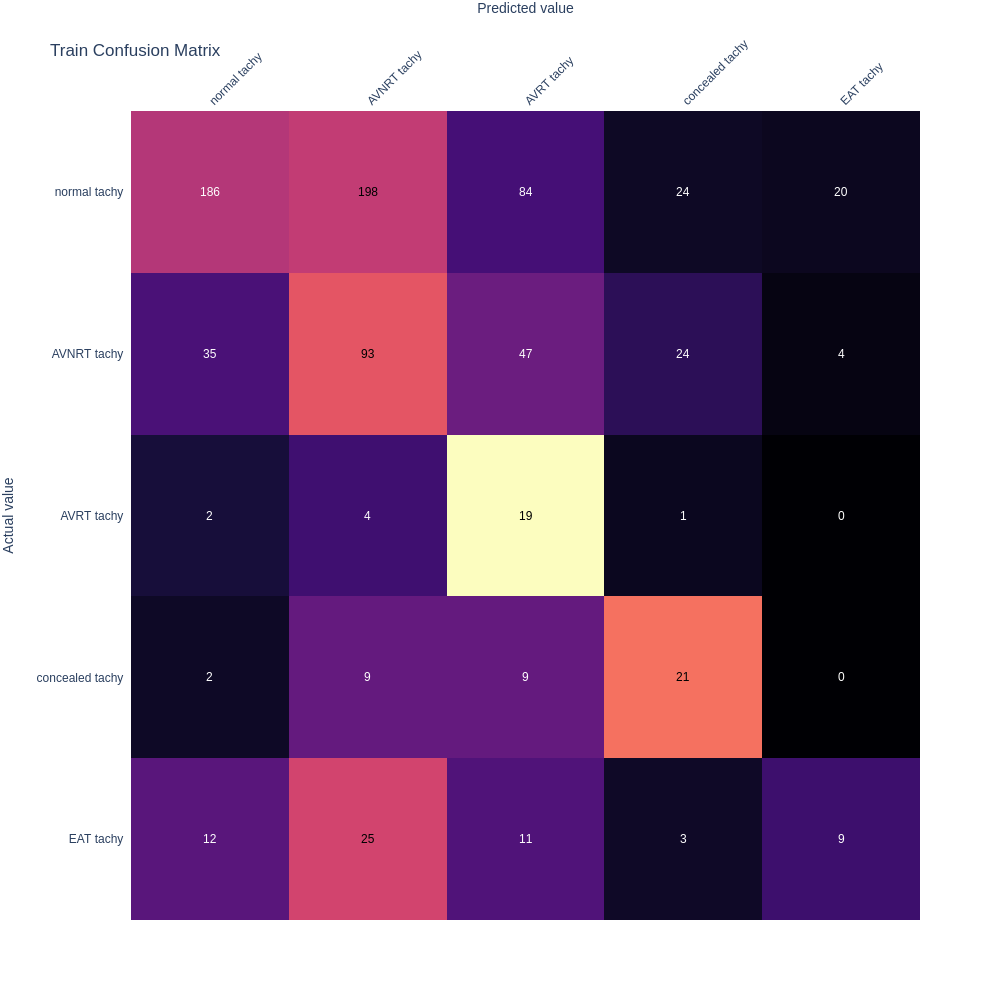 Predicted value
Train Confusion Matrix
normal tachy
AVNRT tachy
AVRT tachy
concealed tachy
EAT tachy
normal tachy 186 198 84 24 20
AVNRT tachy 35 93 47 24 4
AVRT tachy 2 4 19 1 0
concealed tachy 2 9 9 21 0
EAT tachy 12 25 11 3 9
Actual value